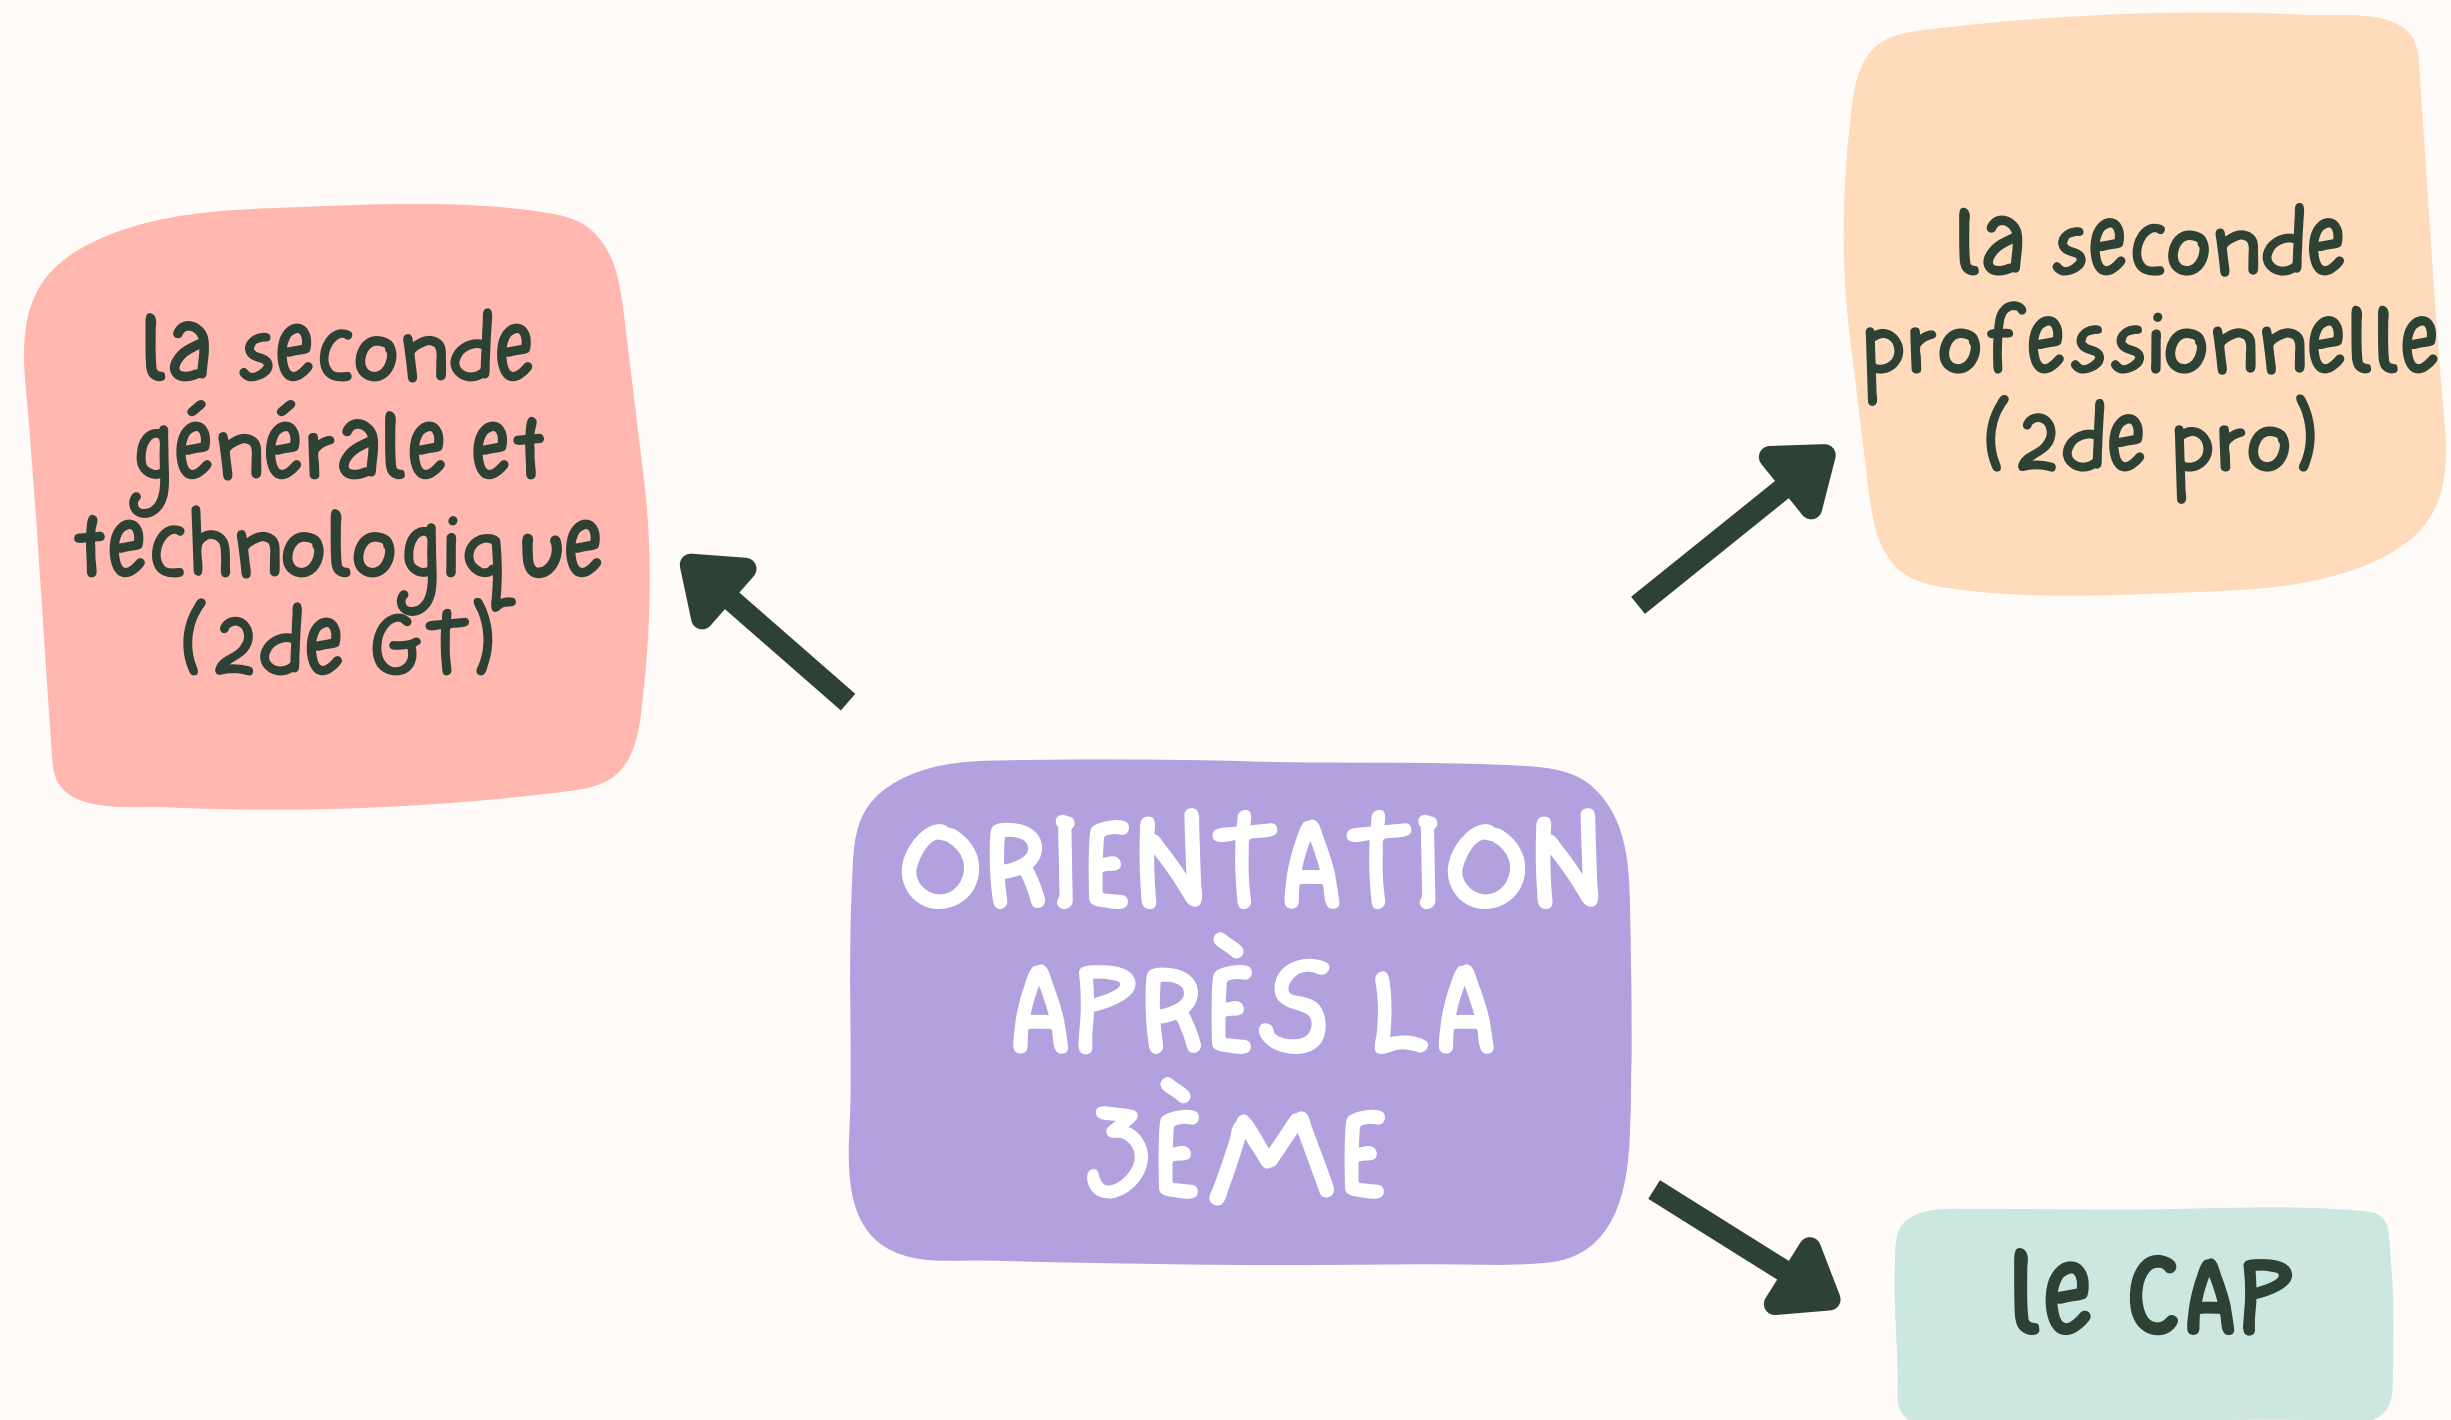 la seconde
générale et
technologique
(2de GT)
la seconde
professionnelle
(2de pro)
ORIENTATION
APRÈS LA
3ÈME
le CAP